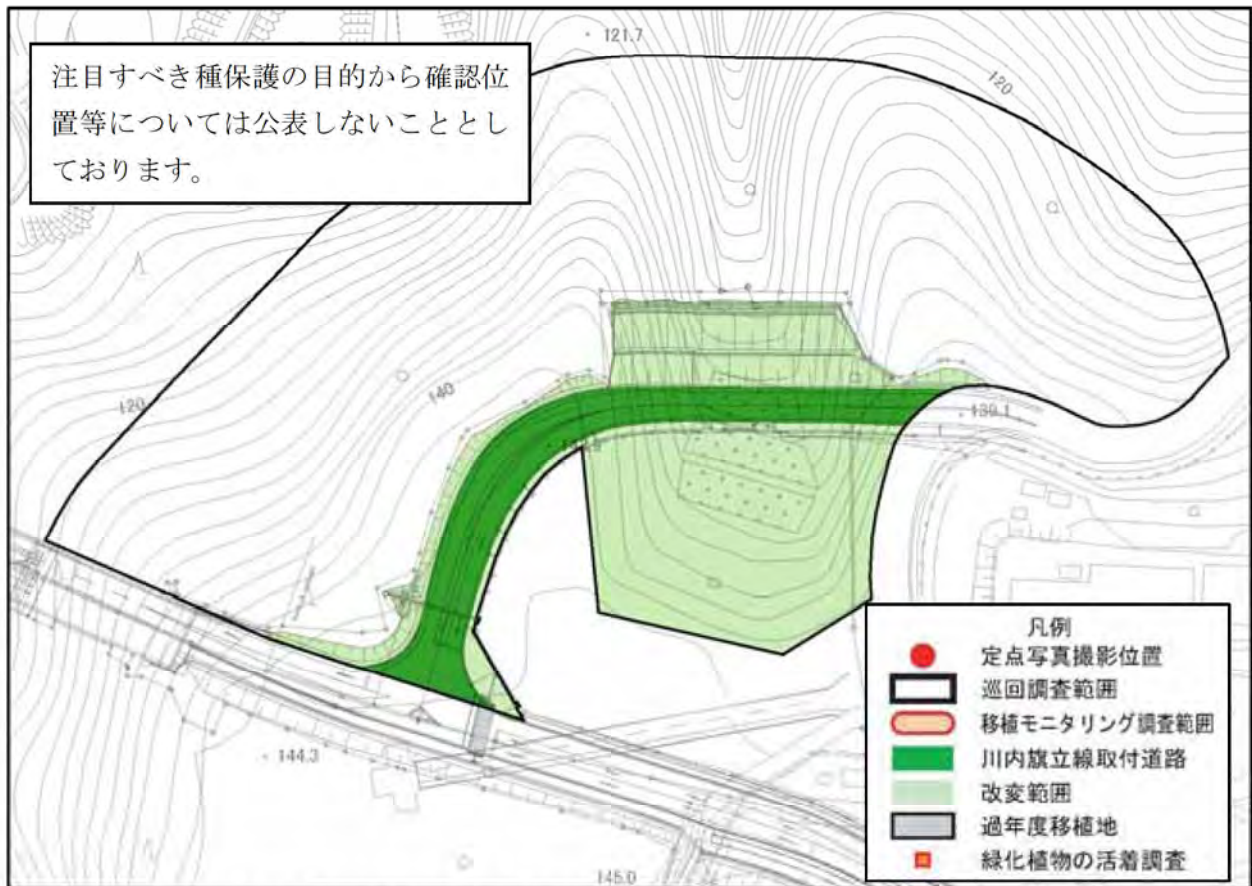 注目すべき種保護の目的から確認位
置等については公表しないこととし
ております。
121.7
120
120
140
139.1
144.3
145.0
凡例
定点写真撮影位置
巡回調査範囲
移植モニタリング調査範囲
川内旗立線取付道路
改変範囲
過年度移植地
緑化植物の活着調査